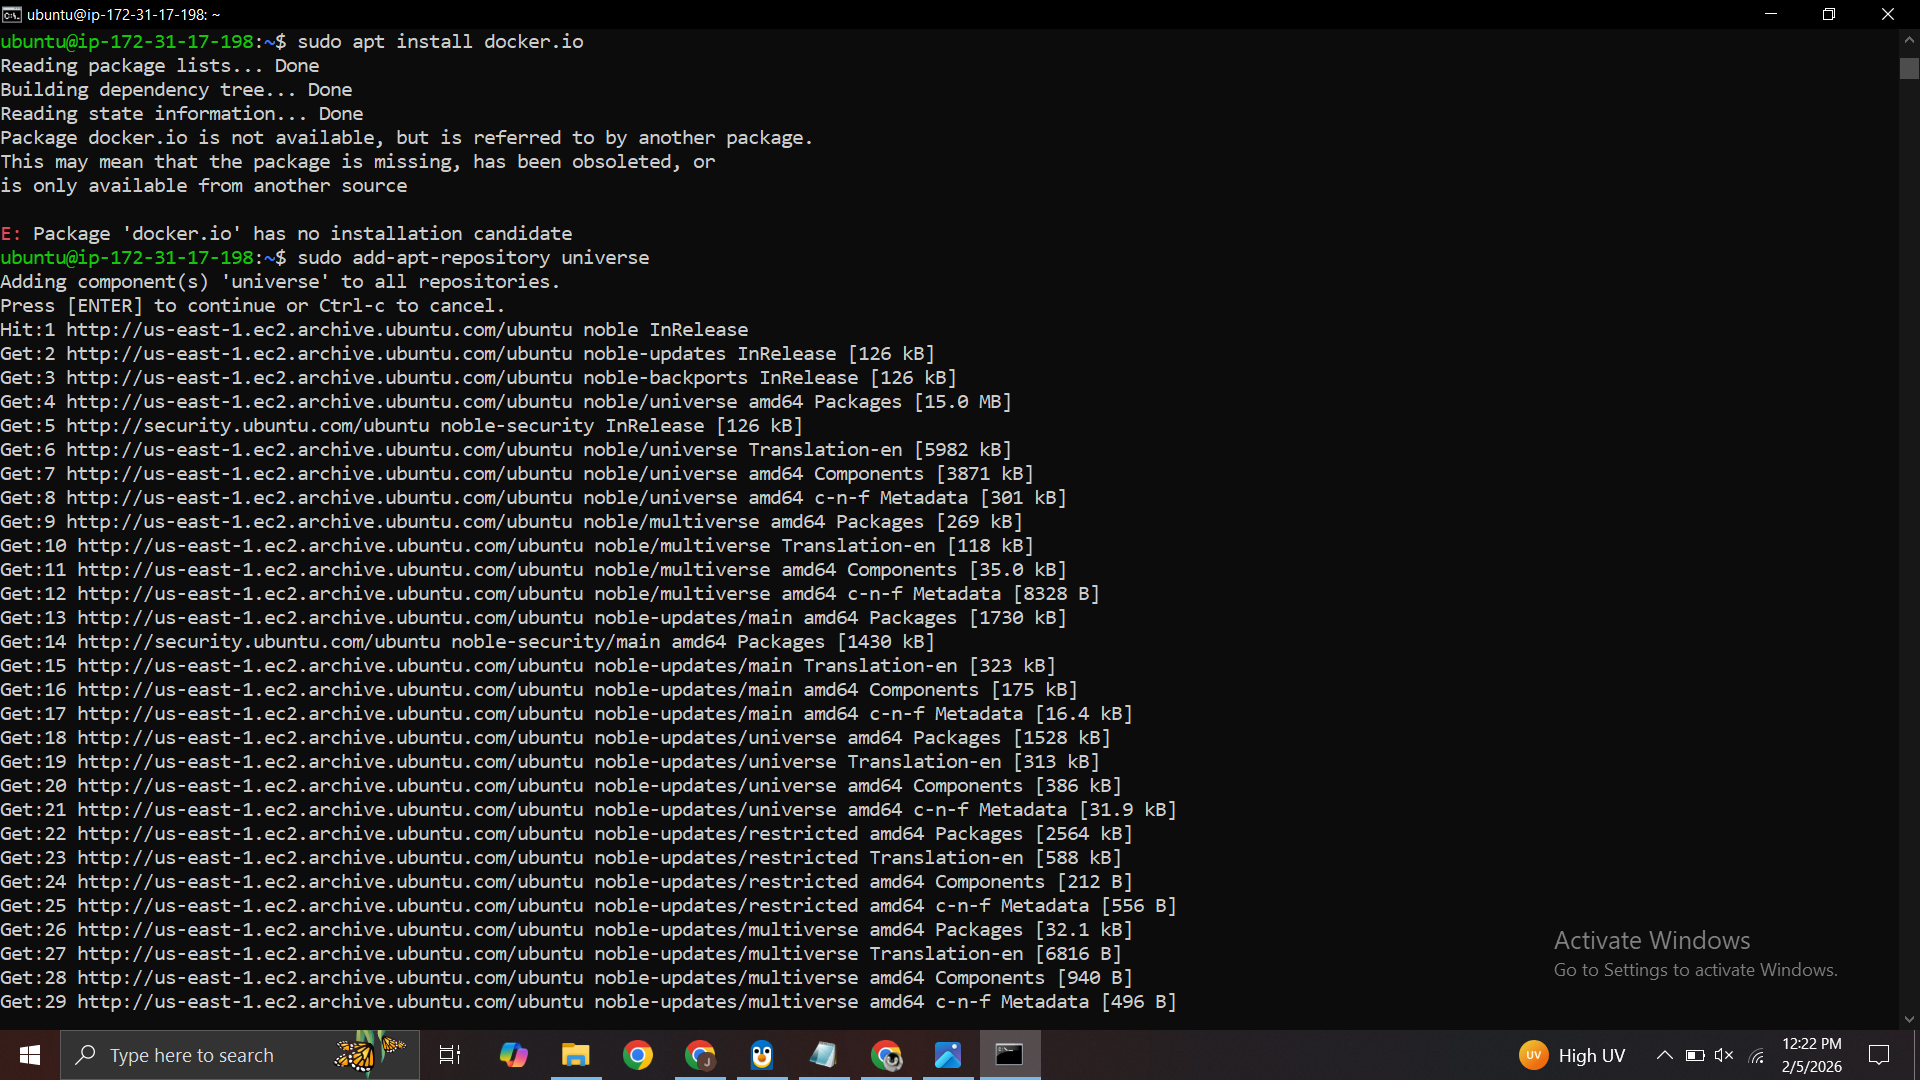 ubuntu@ip-172-31-17-198: ~
ubuntu@ip-172-31-17-198:~$ sudo apt install docker.io
Reading package lists... Done
Building dependency tree... Done
Reading state information... Done
Package docker.io is not available, but is referred to by another package.
This may mean that the package is missing, has been obsoleted, or
is only available from another source
E: Package 'docker.io' has no installation candidate
ubuntu@ip-172-31-17-198:~$ sudo add-apt-repository universe
Adding component(s) 'universe' to all repositories.
Press [ENTER] to continue or Ctrl-c to cancel.
Hit:1 http://us-east-1.ec2.archive.ubuntu.com/ubuntu noble InRelease
Get:2 http://us-east-1.ec2.archive.ubuntu.com/ubuntu noble-updates InRelease [126 kB]
Get:3 http://us-east-1.ec2.archive.ubuntu.com/ubuntu noble-backports InRelease [126 kB]
Get:4 http://us-east-1.ec2.archive.ubuntu.com/ubuntu noble/universe amd64 Packages [15.0 MB]
Get:5 http://security.ubuntu.com/ubuntu noble-security InRelease [126 kB]
Get:6 http://us-east-1.ec2.archive.ubuntu.com/ubuntu noble/universe Translation-en [5982 kB]
Get:7 http://us-east-1.ec2.archive.ubuntu.com/ubuntu noble/universe amd64 Components [3871 kB]
Get:8 http://us-east-1.ec2.archive.ubuntu.com/ubuntu noble/universe amd64 c-n-f Metadata [301 kB]
Get:9 http://us-east-1.ec2.archive.ubuntu.com/ubuntu noble/multiverse amd64 Packages [269 kB]
Get:10 http://us-east-1.ec2.archive.ubuntu.com/ubuntu noble/multiverse Translation-en [118 kB]
Get:11 http://us-east-1.ec2.archive.ubuntu.com/ubuntu noble/multiverse amd64 Components [35.0 kB]
Get:12 http://us-east-1.ec2.archive.ubuntu.com/ubuntu noble/multiverse amd64 c-n-f Metadata [8328 B]
Get:13 http://us-east-1.ec2.archive.ubuntu.com/ubuntu noble-updates/main amd64 Packages [1730 kB]
Get:14 http://security.ubuntu.com/ubuntu noble-security/main amd64 Packages [1430 kB]
Get:15 http://us-east-1.ec2.archive.ubuntu.com/ubuntu noble-updates/main Translation-en [323 kB]
Get:16 http://us-east-1.ec2.archive.ubuntu.com/ubuntu noble-updates/main amd64 Components [175 kB]
Get:17 http://us-east-1.ec2.archive.ubuntu.com/ubuntu noble-updates/main amd64 c-n-f Metadata [16.4 kB]
Get:18 http://us-east-1.ec2.archive.ubuntu.com/ubuntu noble-updates/universe amd64 Packages [1528 kB]
Get:19 http://us-east-1.ec2.archive.ubuntu.com/ubuntu noble-updates/universe Translation-en [313 kB]
Get:20 http://us-east-1.ec2.archive.ubuntu.com/ubuntu noble-updates/universe amd64 Components [386 kB]
Get:21 http://us-east-1.ec2.archive.ubuntu.com/ubuntu noble-updates/universe amd64 c-n-f Metadata [31.9 kB]
Get:22 http://us-east-1.ec2.archive.ubuntu.com/ubuntu noble-updates/restricted amd64 Packages [2564 kB]
Get:23 http://us-east-1.ec2.archive.ubuntu.com/ubuntu noble-updates/restricted Translation-en [588 kB]
Get:24 http://us-east-1.ec2.archive.ubuntu.com/ubuntu noble-updates/restricted amd64 Components [212 B]
Get:25 http://us-east-1.ec2.archive.ubuntu.com/ubuntu noble-updates/restricted amd64 c-n-f Metadata [556 B]
Get:26 http://us-east-1.ec2.archive.ubuntu.com/ubuntu noble-updates/multiverse amd64 Packages [32.1 kB]
Get:27 http://us-east-1.ec2.archive.ubuntu.com/ubuntu noble-updates/multiverse Translation-en [6816 B]
Get:28 http://us-east-1.ec2.archive.ubuntu.com/ubuntu noble-updates/multiverse amd64 Components [940 B]
Get:29 http://us-east-1.ec2.archive.ubuntu.com/ubuntu noble-updates/multiverse amd64 c-n-f Metadata [496 B]
Activate Windows
Go to Settings to activate Windows.
Type here to search
J
UV
High UV
12:22 PM
2/5/2026